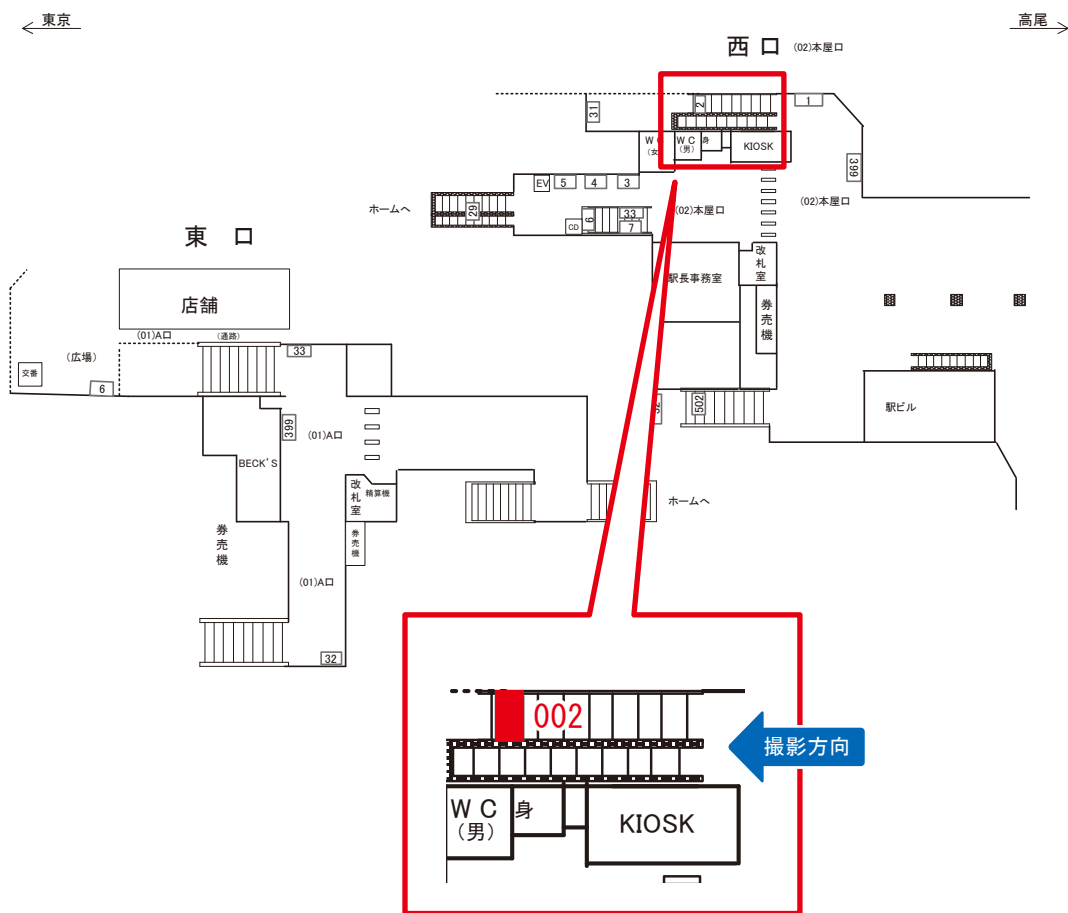 東京
高尾
西口 (02)本屋口
31
2
1
WC
(女)
WC
(男)
身
KIOSK
399
EV
5
4
3
(02)本屋口
ホームへ
29
CD
6
33
7
(02)本屋口
東 口
改札室
駅長事務室
券売機
店舗
(01)A口
(通路)
(広場)
33
交番
6
399
(01)A口
502
駅ビル
BECK'S
改札室
精算機
ホームへ
券売機
券売機
(01)A口
32
002
撮影方向
WC
(男)
身
KIOSK